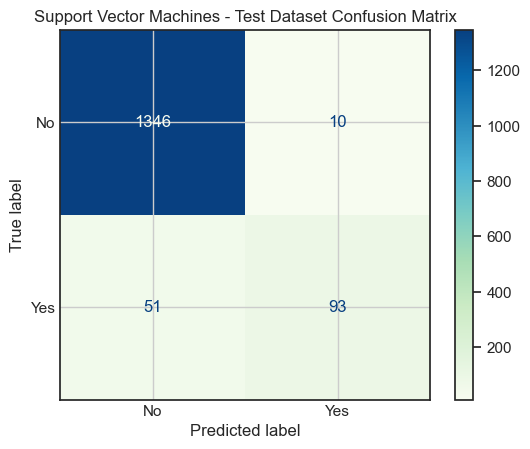 Support Vector Machines - Test Dataset Confusion Matrix
True label
No
1346
10
Yes
51
93
No
Yes
Predicted label
1200
1000
800
600
400
200